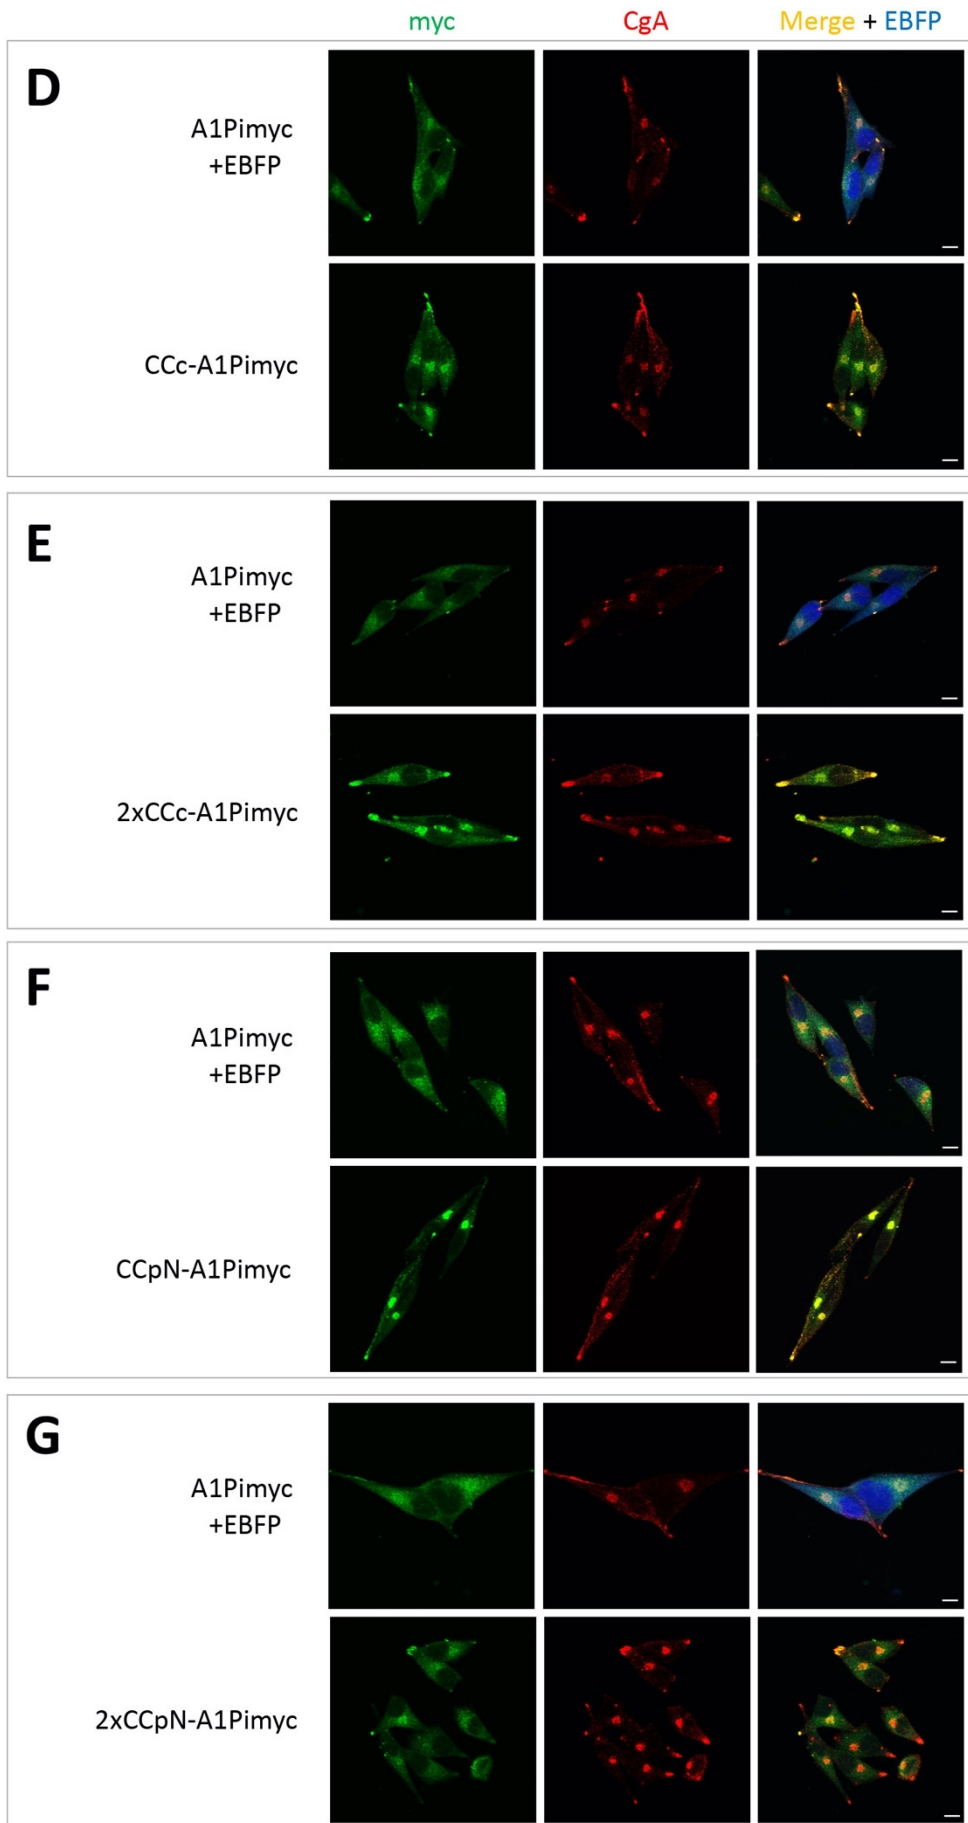 myc CgA Merge + EBFP
D
A1Pimyc
+EBFP
CCc-A1Pimyc
E
A1Pimyc
+EBFP
2xCCc-A1Pimyc
F
A1Pimyc
+EBFP
CCpN-A1Pimyc
G
A1Pimyc
+EBFP
2xCCpN-A1Pimyc